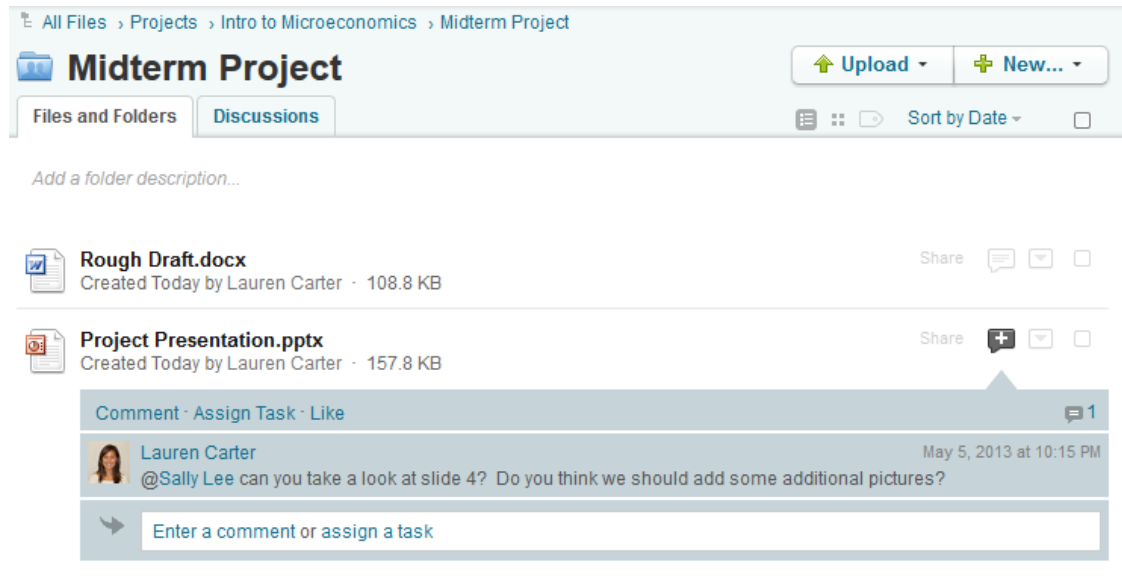 All Files › Projects › Intro to Microeconomics › Midterm Project
Midterm Project
Upload
New...
Files and Folders
Discussions
Sort by Date
Add a folder description...
Rough Draft.docx
Share
Created Today by Lauren Carter · 108.8 KB
Project Presentation.pptx
Share
Created Today by Lauren Carter · 157.8 KB
Comment · Assign Task · Like
1
Lauren Carter
May 5, 2013 at 10:15 PM
@Sally Lee can you take a look at slide 4? Do you think we should add some additional pictures?
Enter a comment or assign a task